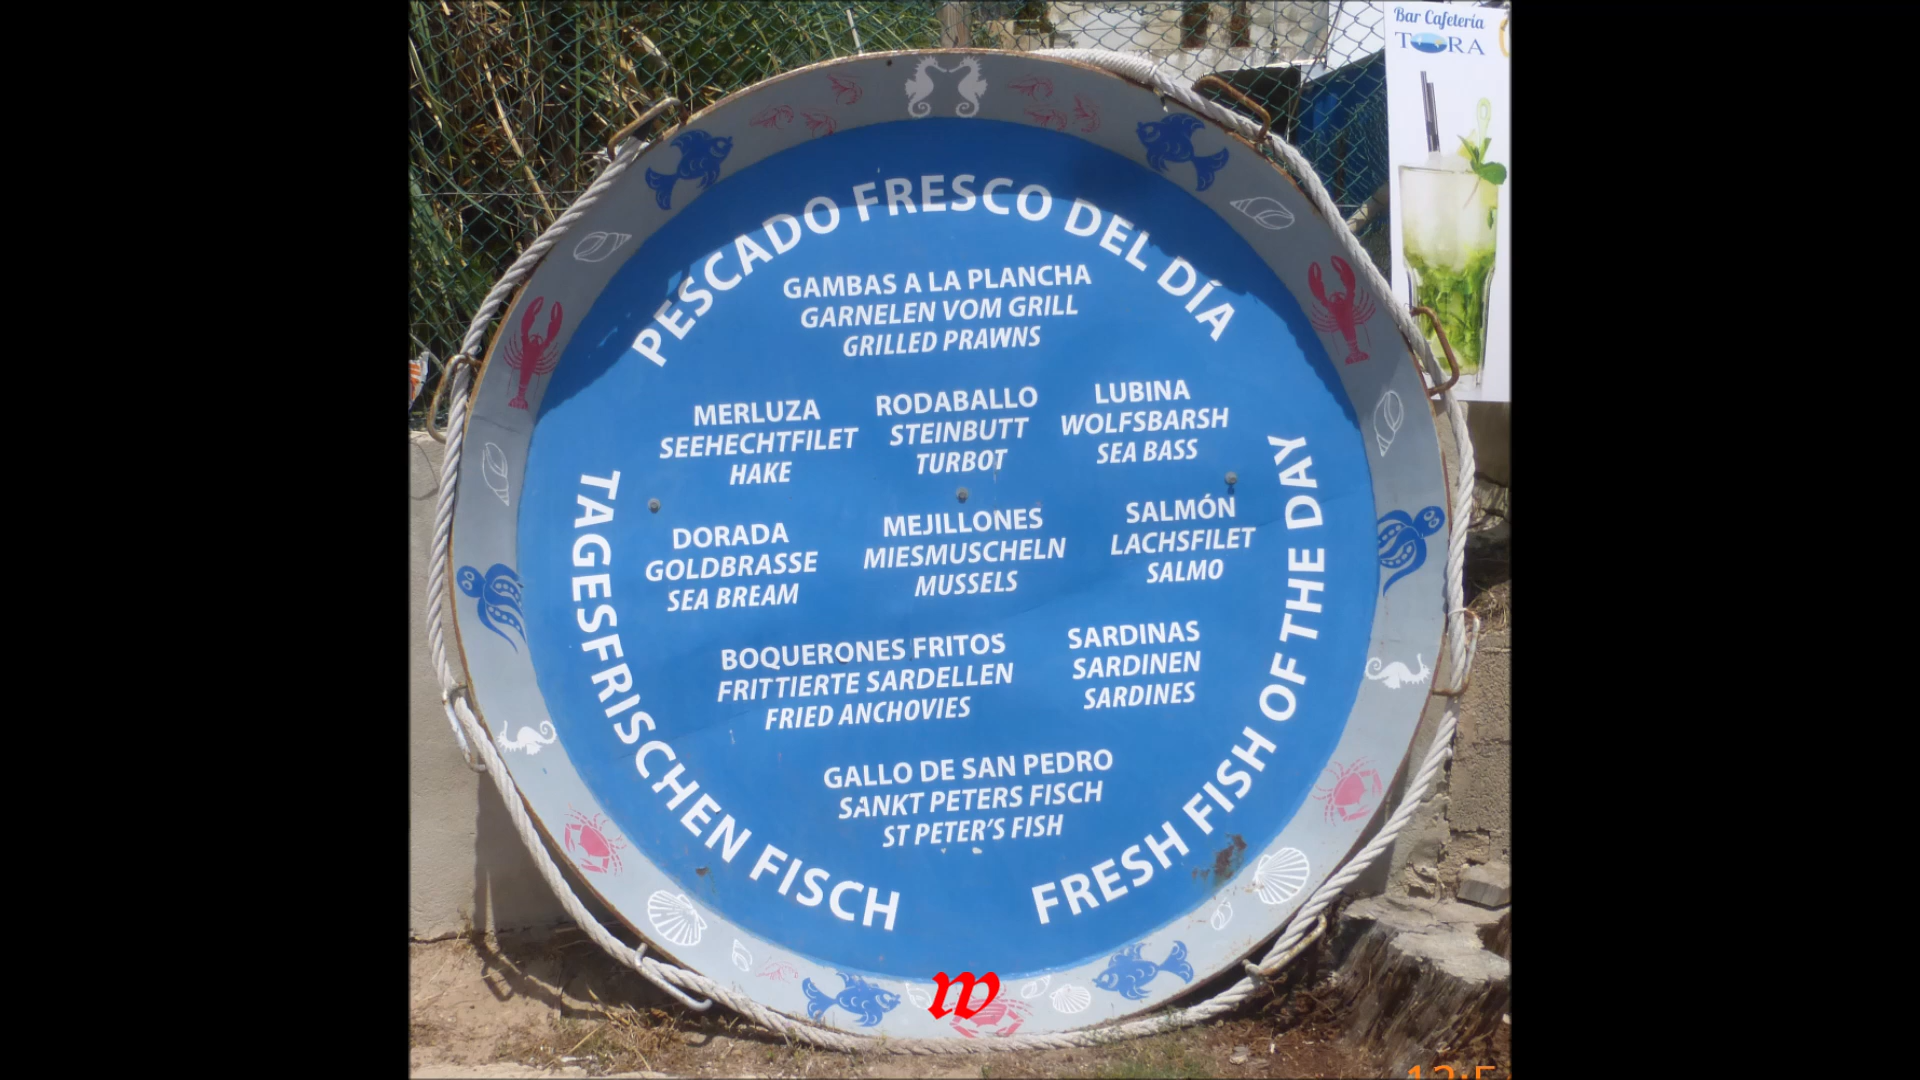 Bar Cafetería
TORA
PESCADO FRESCO DEL DÍA
GAMBAS A LA PLANCHA
GARNELEN VOM GRILL
GRILLED PRAWNS
MERLUZA
SEEHECHTFILET
HAKE
RODABALLO
STEINBUTT
TURBOT
LUBINA
WOLFSBARSH
SEA BASS
DORADA
GOLDBRASSE
SEA BREAM
MEJILLONES
MIESMUSCHELN
MUSSELS
SALMÓN
LACHSFILET
SALMO
BOQUERONES FRITOS
FRITTIERTE SARDELLEN
FRIED ANCHOVIES
SARDINAS
SARDINEN
SARDINES
GALLO DE SAN PEDRO
SANKT PETERS FISCH
ST PETER'S FISH
TAGESFRISCHEN FISCH
FRESH FISH OF THE DAY
w